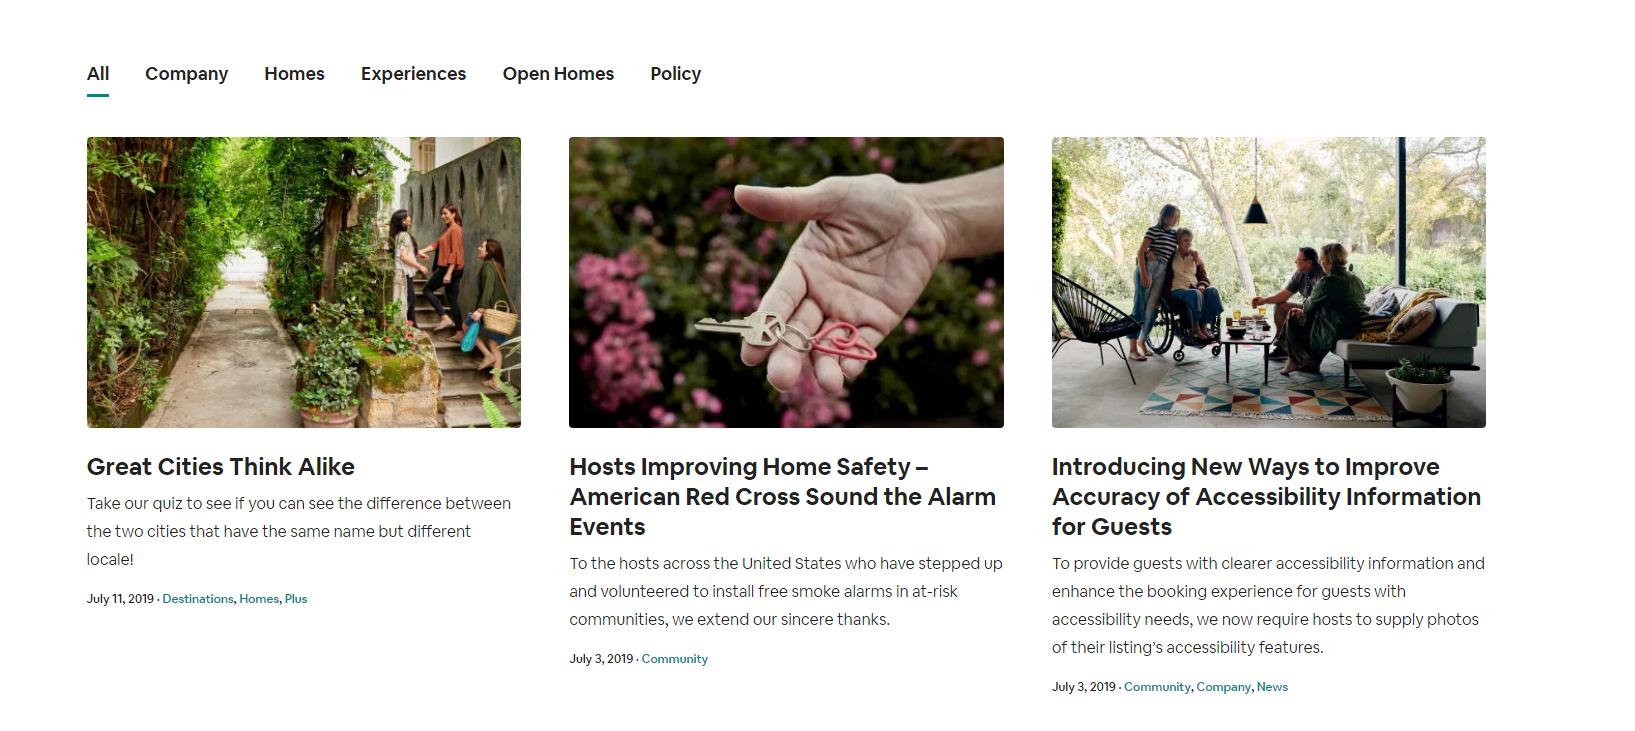 All Company Homes Experiences Open Homes Policy
Great Cities Think Alike
Take our quiz to see if you can see the difference between
the two cities that have the same name but different
locale!
July 11, 2019 · Destinations, Homes, Plus
Hosts Improving Home Safety –
American Red Cross Sound the Alarm
Events
To the hosts across the United States who have stepped up
and volunteered to install free smoke alarms in at-risk
communities, we extend our sincere thanks.
July 3, 2019 · Community
Introducing New Ways to Improve
Accuracy of Accessibility Information
for Guests
To provide guests with clearer accessibility information and
enhance the booking experience for guests with
accessibility needs, we now require hosts to supply photos
of their listing’s accessibility features.
July 3, 2019 · Community, Company, News